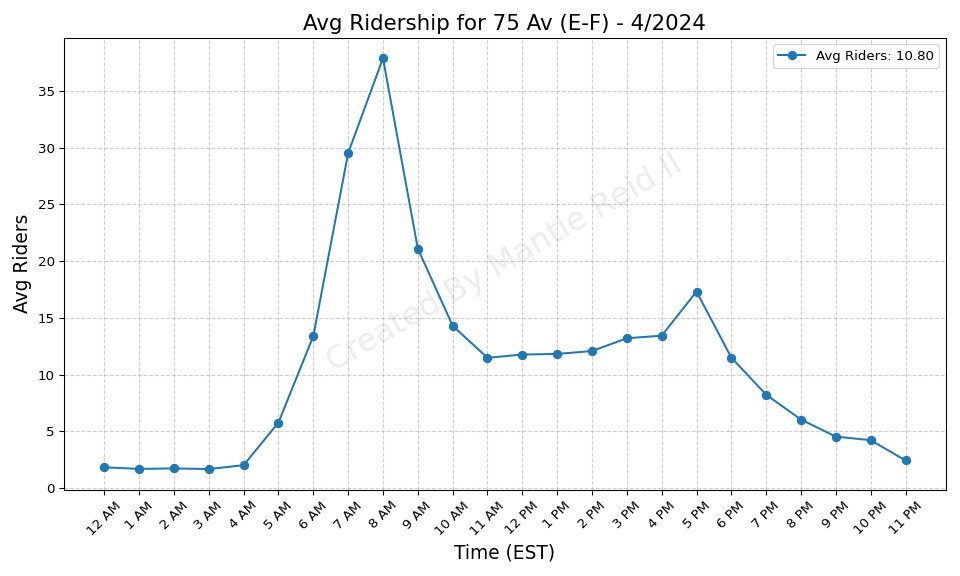 Avg Ridership for 75 Av (E-F) - 4/2024
Avg Riders: 10.80
Avg Riders
35
30
25
20
15
10
5
0
Created By Mantie Reid II
12 AM
1 AM
2 AM
3 AM
4 AM
5 AM
6 AM
7 AM
8 AM
9 AM
10 AM
11 AM
12 PM
1 PM
2 PM
3 PM
4 PM
5 PM
6 PM
7 PM
8 PM
9 PM
10 PM
11 PM
Time (EST)